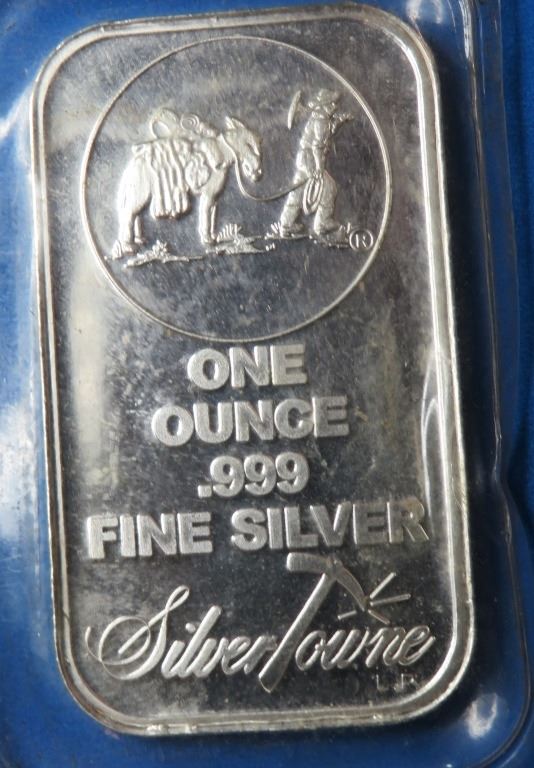 ®
ONE
OUNCE
.999
FINE SILVER
SilverTowne
L.P.